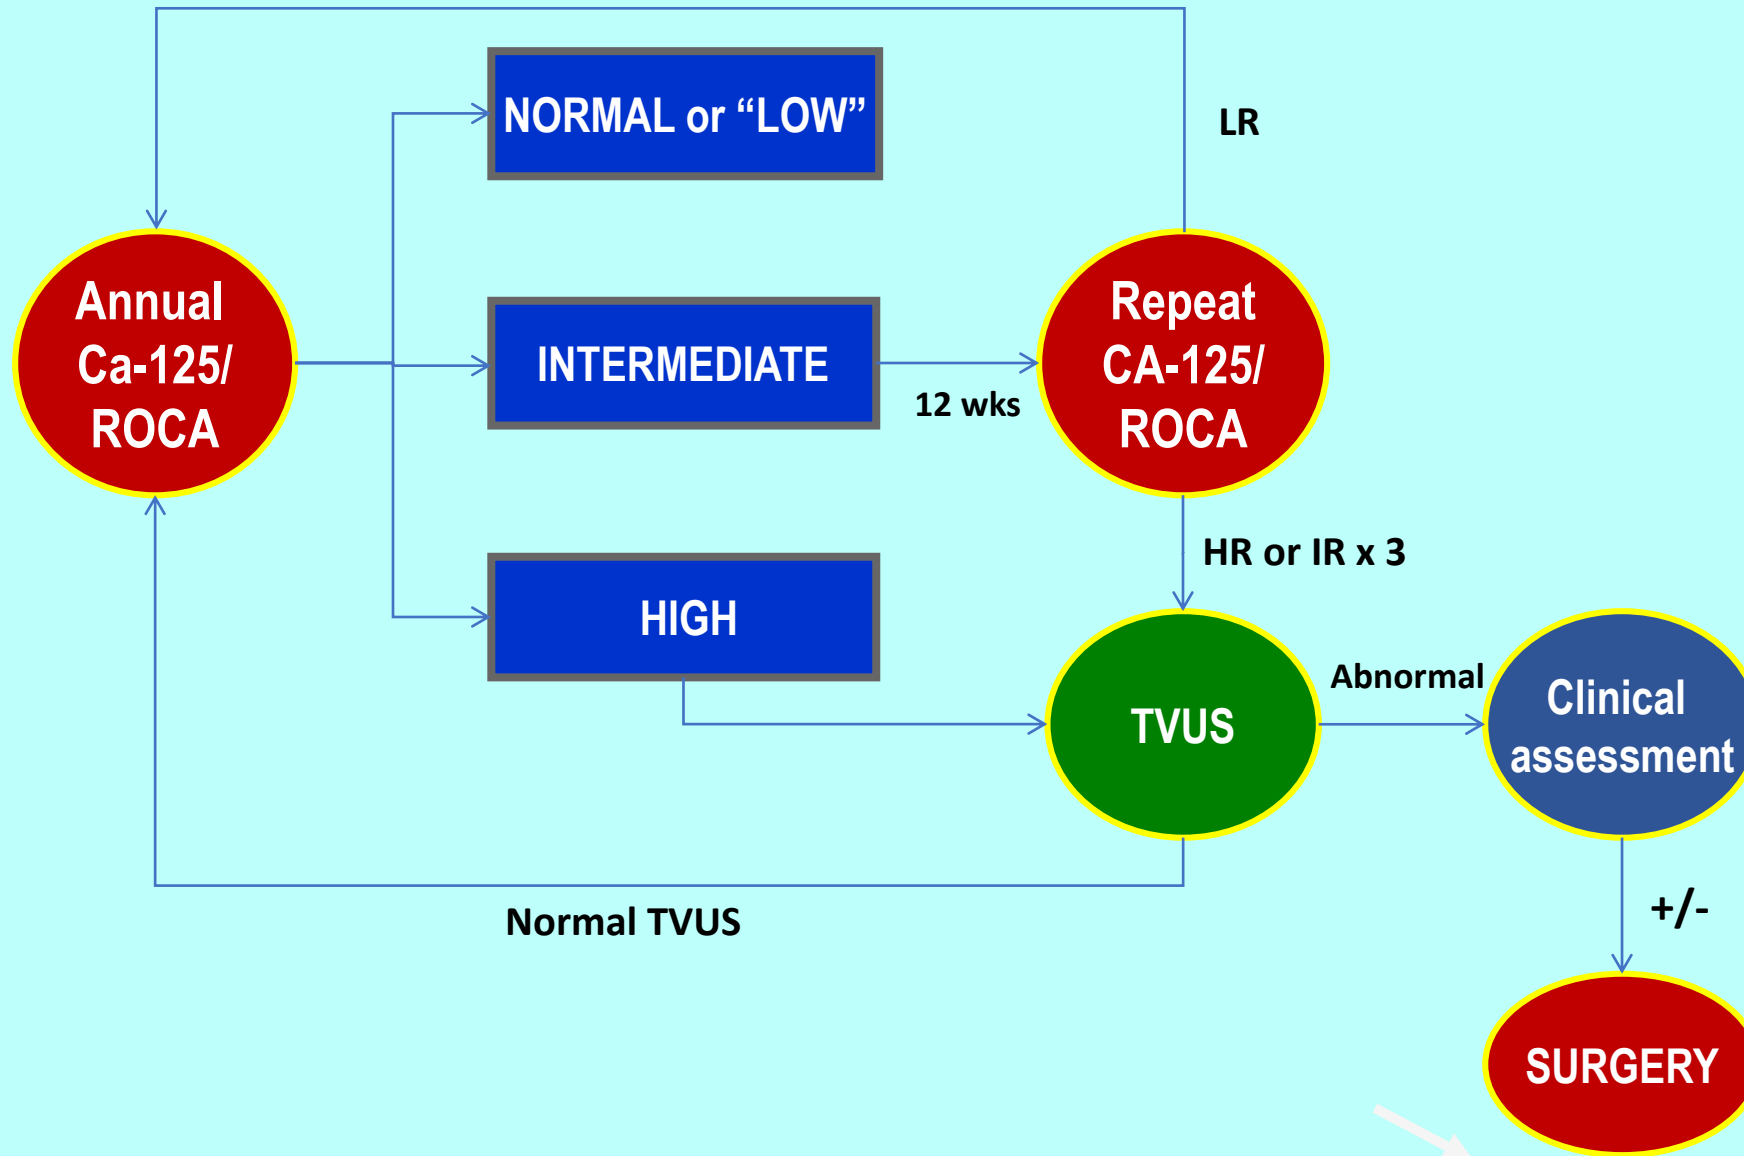 NORMAL or “LOW”
LR
Annual
Ca-125/
ROCA
INTERMEDIATE
12 wks
Repeat
CA-125/
ROCA
HR or IR x 3
HIGH
TVUS
Abnormal
Clinical
assessment
Normal TVUS
+/-
SURGERY